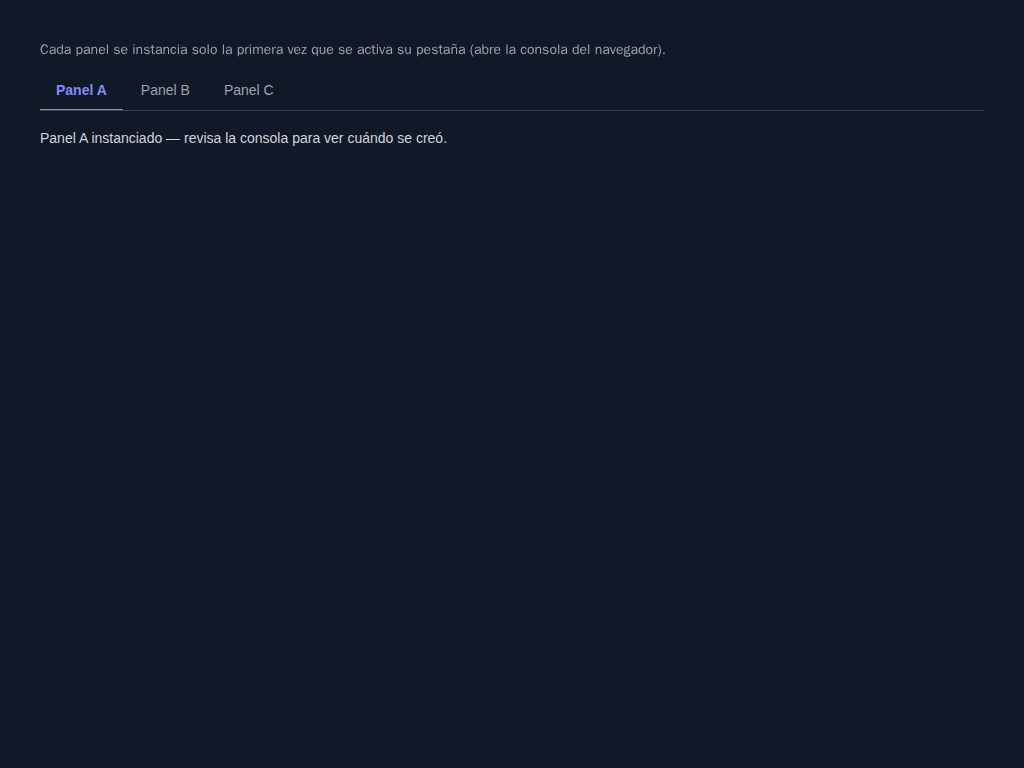 Cada panel se instancia solo la primera vez que se activa su pestaña (abre la consola del navegador).
Panel A Panel B Panel C
Panel A instanciado — revisa la consola para ver cuándo se creó.